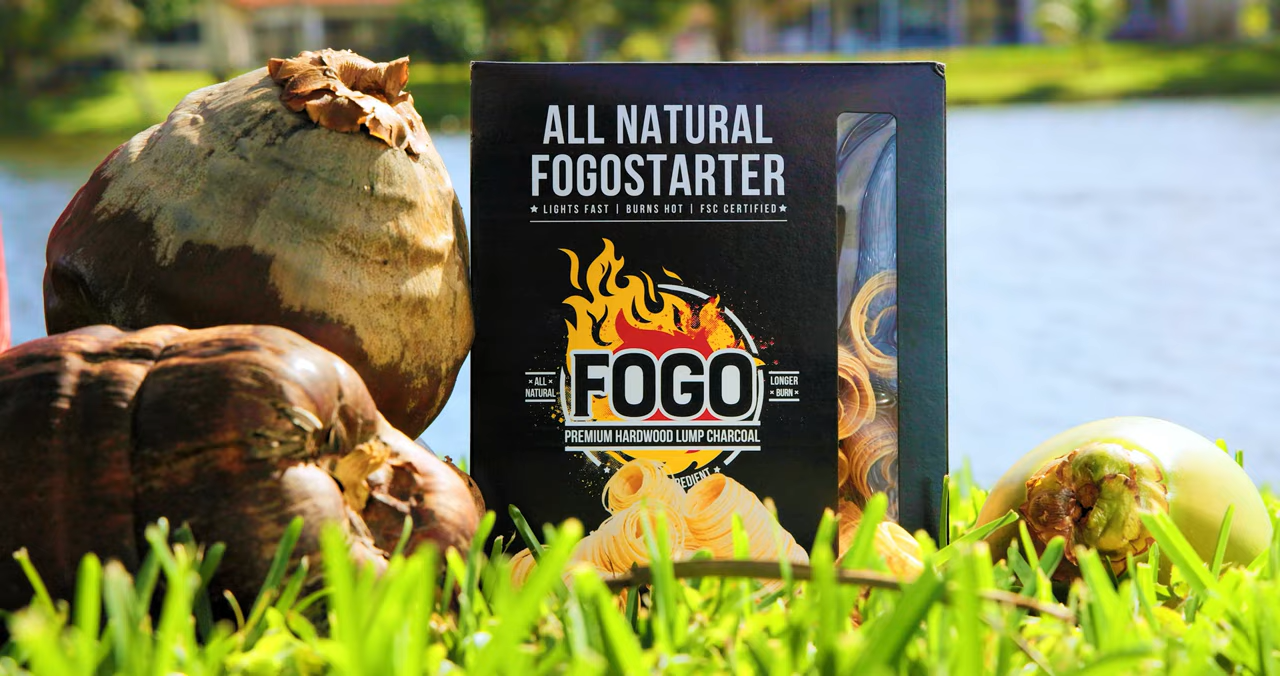 ALL NATURAL
FOGOSTARTER
LIGHTS FAST | BURNS HOT | FSC CERTIFIED
ALL
NATURAL
FOGO
LONGER
BURN
PREMIUM HARDWOOD LUMP CHARCOAL